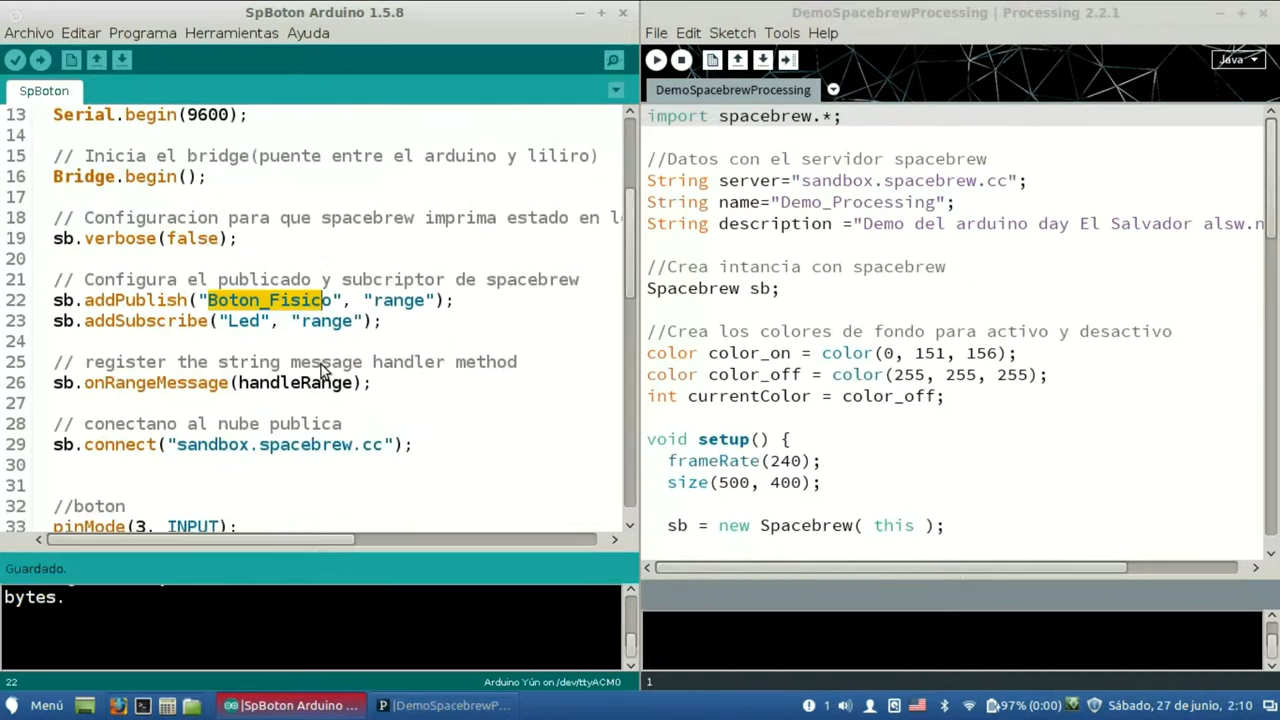 SpBoton Arduino 1.5.8
Archivo Editar Programa Herramientas Ayuda
SpBoton
13 Serial.begin(9600);
14
15 // Inicia el bridge(puente entre el arduino y liliro)
16 Bridge.begin();
17
18 // Configuracion para que spacebrew imprima estado en l
19 sb.verbose(false);
20
21 // Configura el publicado y subcriptor de spacebrew
22 sb.addPublish("Boton_Fisico", "range");
23 sb.addSubscribe("Led", "range");
24
25 // register the string message handler method
26 sb.onRangeMessage(handleRange);
27
28 // conectano al nube publica
29 sb.connect("sandbox.spacebrew.cc");
30
31
32 //boton
33 pinMode(3, INPUT);
Guardado.
bytes.
22
Arduino Yún on /dev/ttyACM0
DemoSpacebrewProcessing | Processing 2.2.1
File Edit Sketch Tools Help
Java
DemoSpacebrewProcessing
import spacebrew.*;
//Datos con el servidor spacebrew
String server="sandbox.spacebrew.cc";
String name="Demo_Processing";
String description ="Demo del arduino day El Salvador alsw.n
//Crea intancia con spacebrew
Spacebrew sb;
//Crea los colores de fondo para activo y desactivo
color color_on = color(0, 151, 156);
color color_off = color(255, 255, 255);
int currentColor = color_off;
void setup() {
frameRate(240);
size(500, 400);
sb = new Spacebrew( this );
1
Menú
|SpBoton Arduino ...
|DemoSpacebrewP...
1
97% (0:00)
Sábado, 27 de junio, 2:10